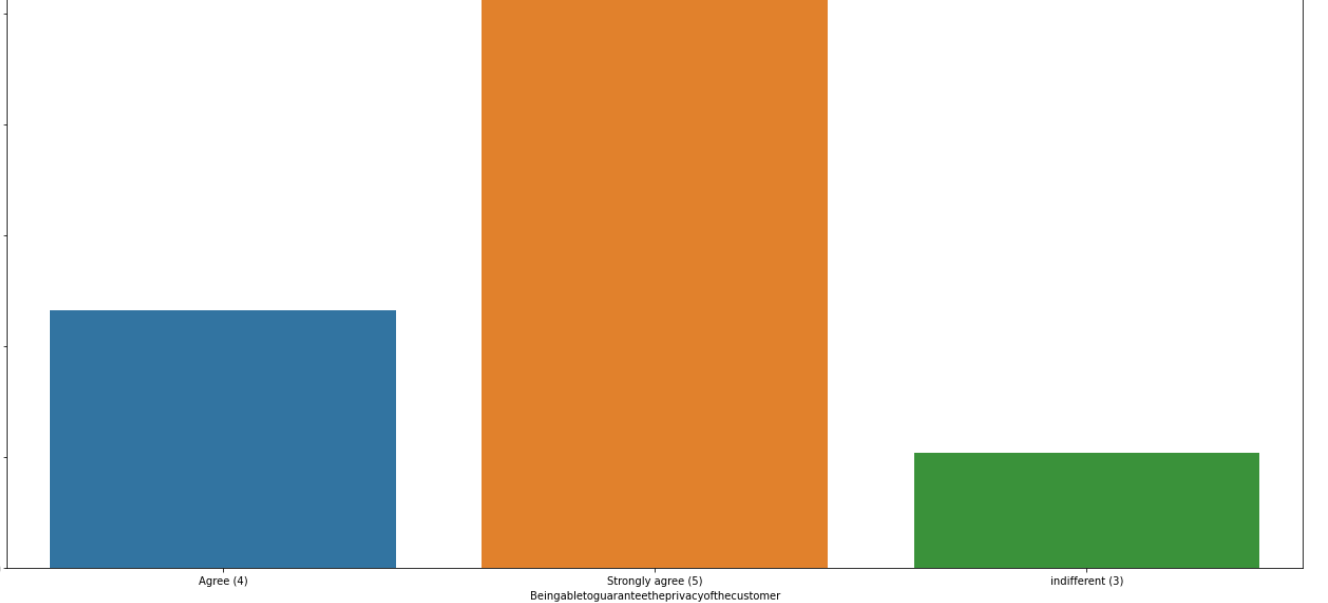 Agree (4)
Strongly agree (5)
indifferent (3)
Beingabletoguaranteetheprivacyofthecustomer